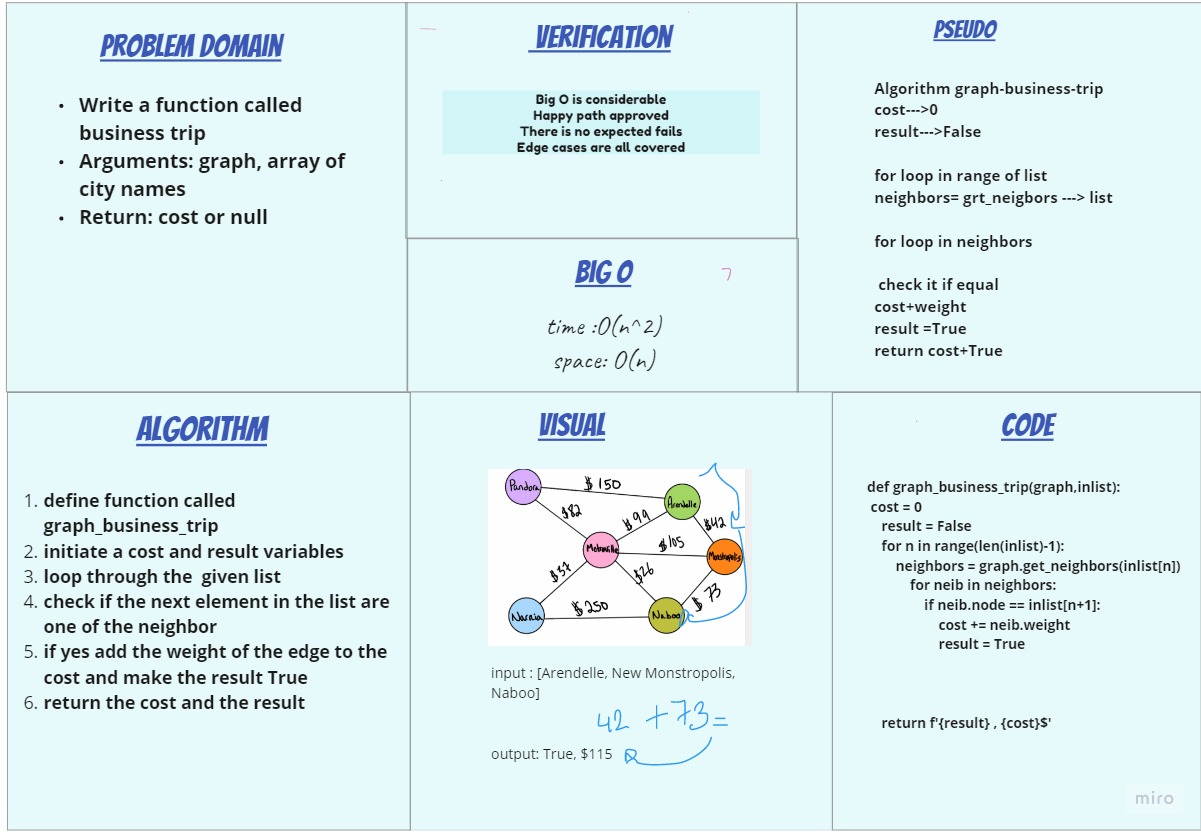 PROBLEM DOMAIN
• Write a function called
business trip
• Arguments: graph, array of
city names
• Return: cost or null
VERIFICATION
Big O is considerable
Happy path approved
There is no expected fails
Edge cases are all covered
BIG O
time :O(n^2)
space: O(n)
PSEUDO
Algorithm graph-business-trip
cost--->0
result--->False
for loop in range of list
neighbors= grt_neigbors ---> list
for loop in neighbors
check it if equal
cost+weight
result =True
return cost+True
ALGORITHM
1. define function called
graph_business_trip
2. initiate a cost and result variables
3. loop through the given list
4. check if the next element in the list are
one of the neighbor
5. if yes add the weight of the edge to the
cost and make the result True
6. return the cost and the result
VISUAL
Pandora
$150
Arendelle
$82
$99
$42
Metroville
$105
Monstropolis
$37
$26
$73
Narnia
$250
Naboo
input : [Arendelle, New Monstropolis,
Naboo]
42 +73=
output: True, $115
CODE
def graph_business_trip(graph,inlist):
cost = 0
result = False
for n in range(len(inlist)-1):
neighbors = graph.get_neighbors(inlist[n])
for neib in neighbors:
if neib.node == inlist[n+1]:
cost += neib.weight
result = True
return f'{result} , {cost}$'
miro